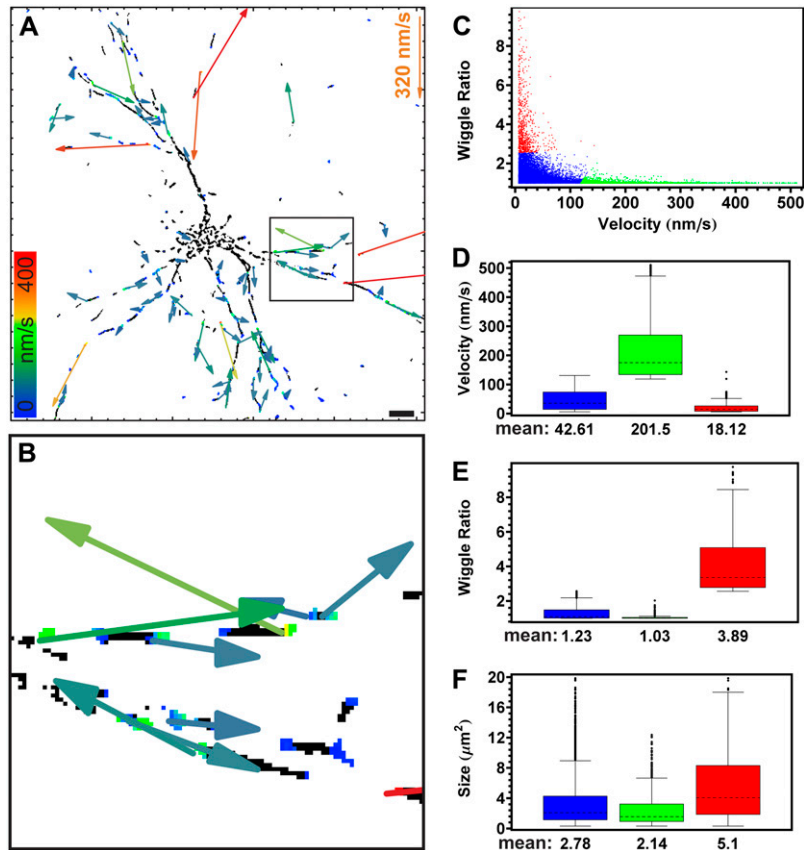 A
320 nm/s
400
nm/s
0
B
C
Wiggle Ratio
8
6
4
2
0 100 200 300 400 500
Velocity (nm/s)
D
Velocity (nm/s)
500
400
300
200
100
0
mean: 42.61 201.5 18.12
E
Wiggle Ratio
8
6
4
2
mean: 1.23 1.03 3.89
F
Size (μm²)
20
16
12
8
4
0
mean: 2.78 2.14 5.1